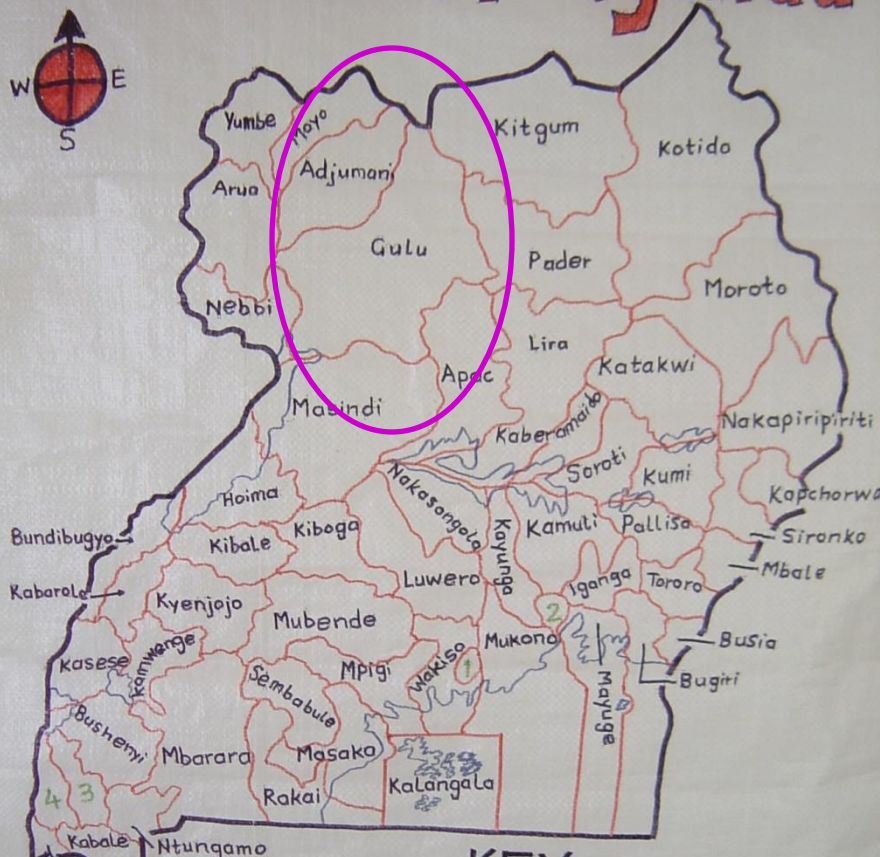 W E
S
Yumbe
Moyo
Kitgum
Kotido
Arua
Adjumani
Gulu
Pader
Nebbi
Moroto
Lira
Katakwi
Apac
Masindi
Kaberamaido
Nakapiripiriti
Soroti
Kumi
Nakasongola
Hoima
Kapchorwa
Kiboga
Kayunga
Kamuti
Pallisa
Bundibugyo
Kibale
Sironko
Luwero
Iganga
Tororo
Mbale
Kabarole
Kyenjojo
Mubende
2
Mukono
Busia
Kasese
Kamwenge
Mpigi
Wakiso
1
Sembabule
Bugiri
Mayuge
Bushenyi
Mbarara
Masaka
Kalangala
4
3
Rakai
Kabale
Ntungamo